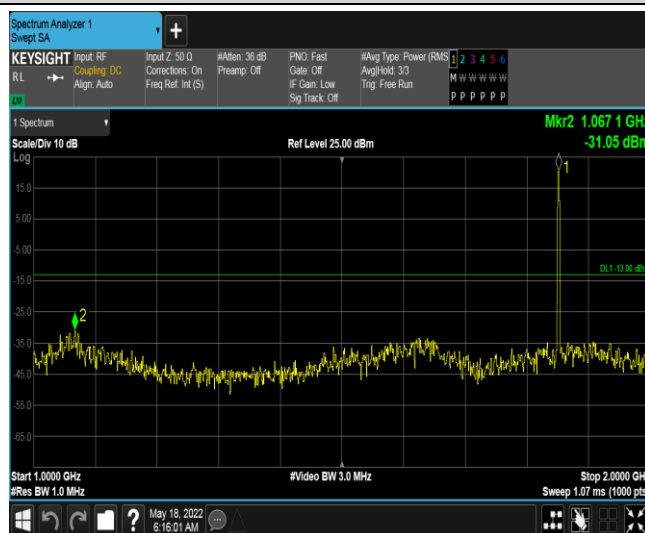 Spectrum Analyzer 1
Swept SA
+
KEYSIGHT Input: RF Input Z: 50 Ω #Atten: 36 dB PNO: Fast #Avg Type: Power (RMS 1 2 3 4 5 6
RL Coupling: DC Corrections: On Preamp: Off Gate: Off Avg|Hold: 3/3 M W W W W W
Align: Auto Freq Ref: Int (S) IF Gain: Low Trig: Free Run
Sig Track: Off P P P P P P
LXI
1 Spectrum Mkr2 1.067 1 GHz
Scale/Div 10 dB Ref Level 25.00 dBm -31.05 dBm
Log
1
15.0
5.00
-5.00
DL1 -13.00 dBm
-15.0
-25.0
2
-35.0
-45.0
-55.0
-65.0
Start 1.0000 GHz #Video BW 3.0 MHz Stop 2.0000 GHz
#Res BW 1.0 MHz Sweep 1.07 ms (1000 pts)
? May 18, 2022
6:16:01 AM